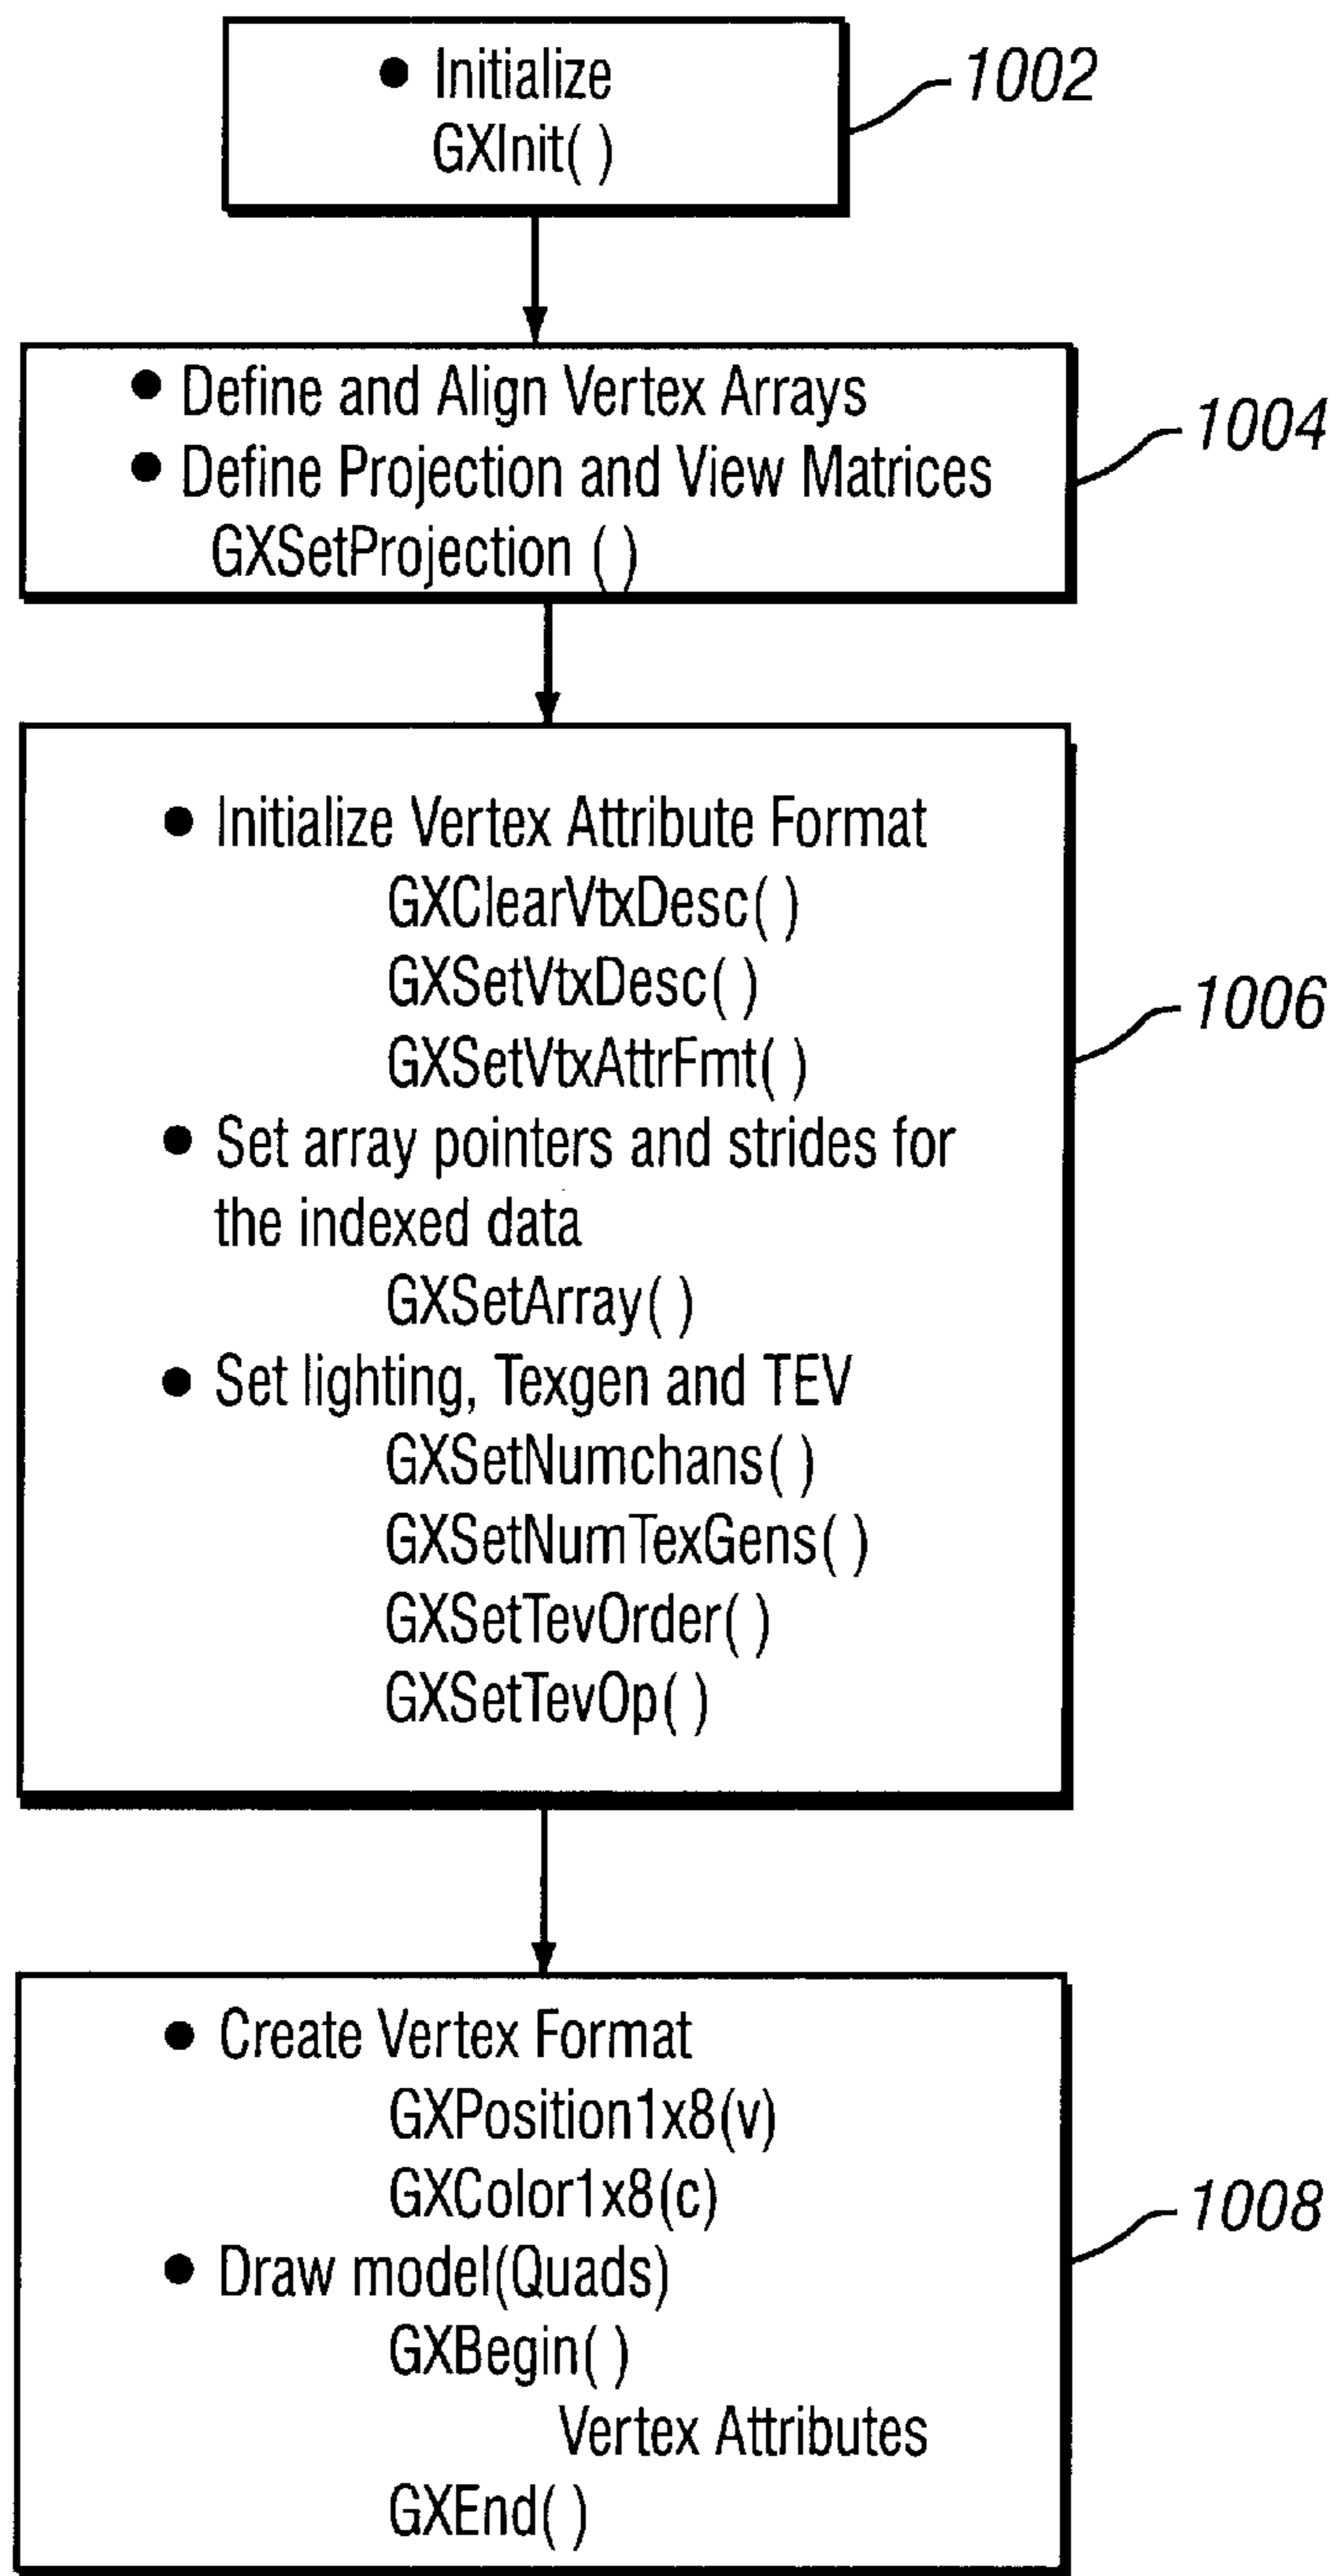 ● Initialize
GXInit( )
1002
● Define and Align Vertex Arrays
● Define Projection and View Matrices
GXSetProjection ( )
1004
● Initialize Vertex Attribute Format
GXClearVtxDesc( )
GXSetVtxDesc( )
GXSetVtxAttrFmt( )
● Set array pointers and strides for
the indexed data
GXSetArray( )
● Set lighting, Texgen and TEV
GXSetNumchans( )
GXSetNumTexGens( )
GXSetTevOrder( )
GXSetTevOp( )
1006
● Create Vertex Format
GXPosition1x8(v)
GXColor1x8(c)
● Draw model(Quads)
GXBegin( )
Vertex Attributes
GXEnd( )
1008